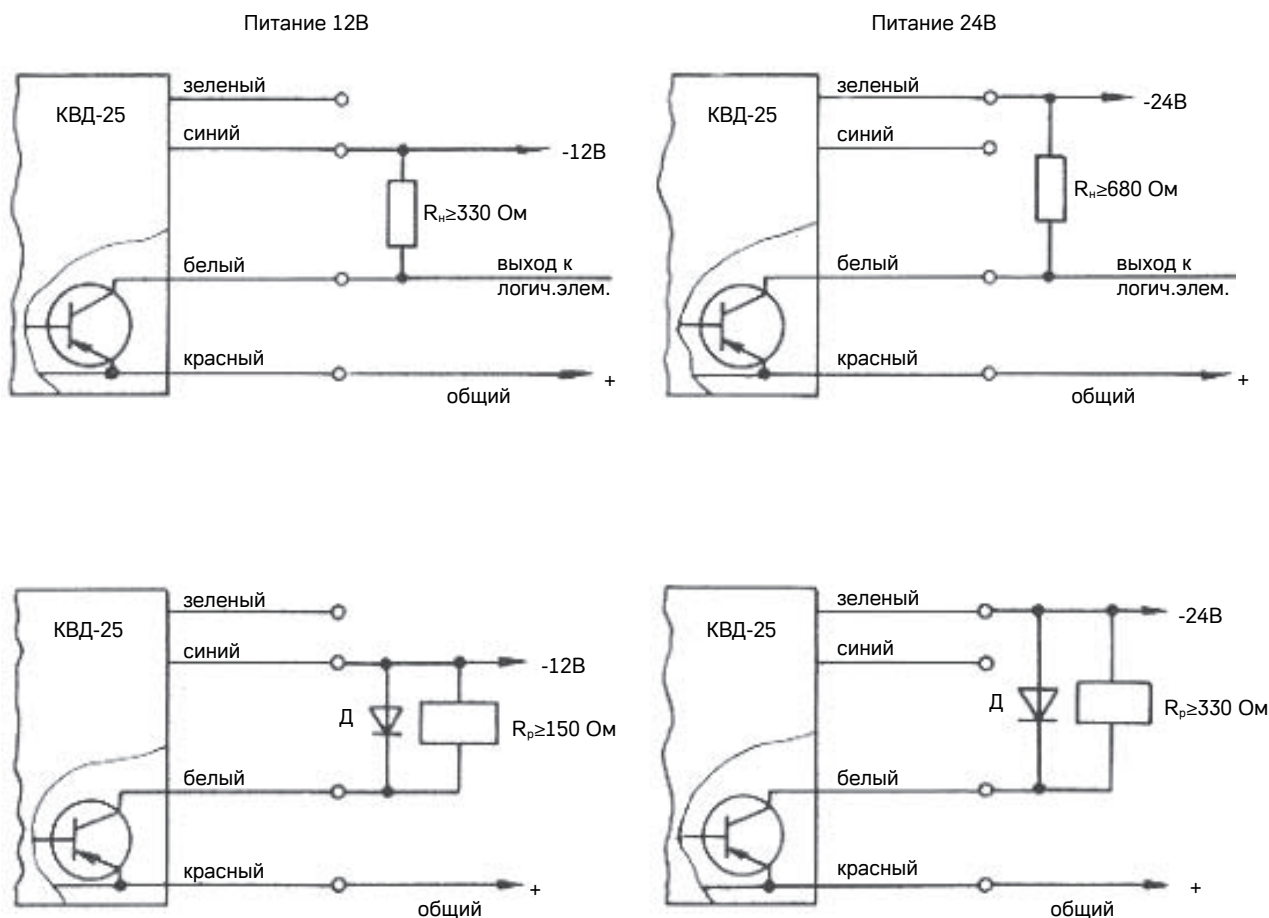 Питание 12В
Питание 24В
зеленый
КВД-25
синий
-12В
Rн≥330 Ом
белый
выход к
логич.элем.
красный
+
общий
зеленый
-24В
КВД-25
синий
Rн≥680 Ом
белый
выход к
логич.элем.
красный
+
общий
зеленый
КВД-25
синий
-12В
Д
Rр≥150 Ом
белый
красный
+
общий
зеленый
-24В
КВД-25
синий
Д
Rр≥330 Ом
белый
красный
+
общий